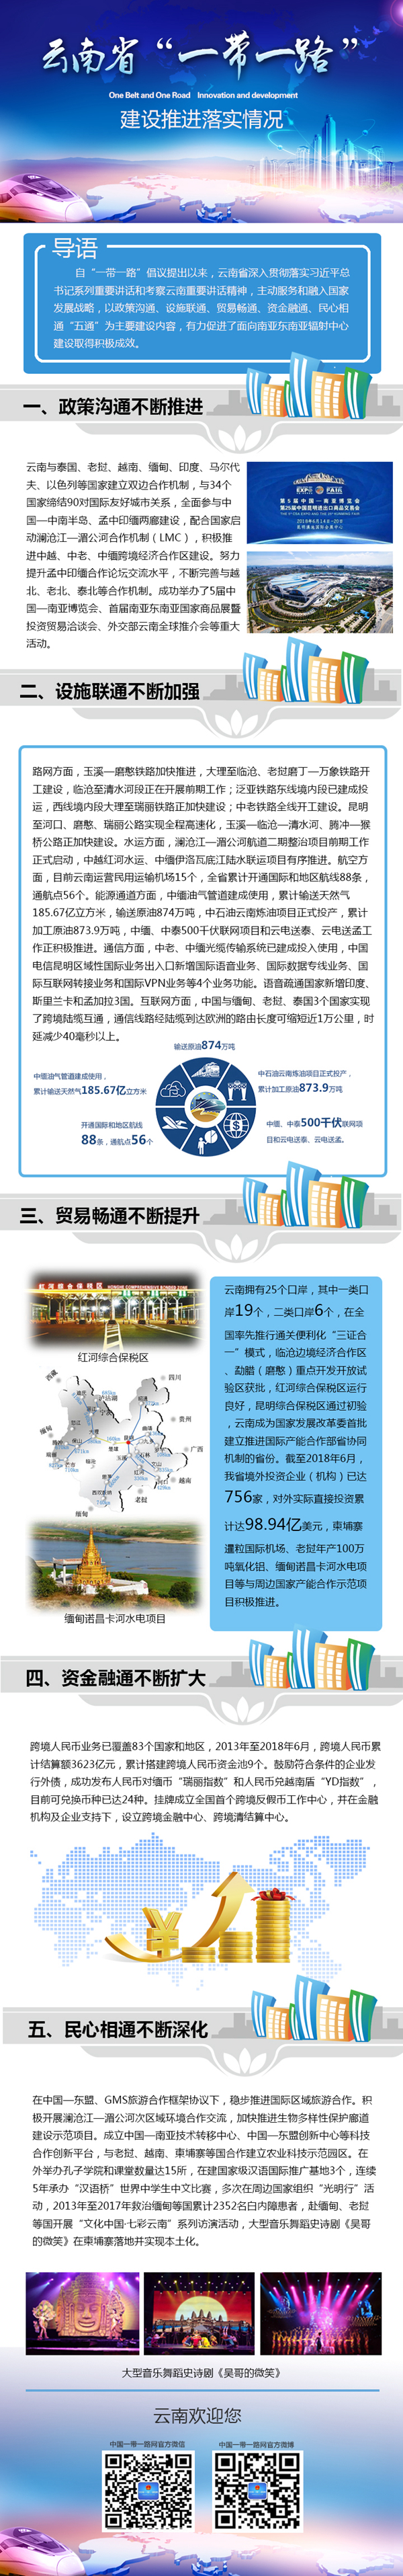 云南省“一带一路”
One Belt and One Road Innovation and development
建设推进落实情况
导语
自“一带一路”倡议提出以来，云南省深入贯彻落实习近平总
书记系列重要讲话和考察云南重要讲话精神，主动服务和融入国家
发展战略，以政策沟通、设施联通、贸易畅通、资金融通、民心相
通“五通”为主要建设内容，有力促进了面向南亚东南亚辐射中心
建设取得积极成效。
一、政策沟通不断推进
云南与泰国、老挝、越南、缅甸、印度、马尔代
夫、以色列等国家建立双边合作机制，与34个
国家缔结90对国际友好城市关系，全面参与中
国—中南半岛、孟中印缅两廊建设，配合国家启
动澜沧江—湄公河合作机制（LMC），积极推
进中越、中老、中缅跨境经济合作区建设。努力
提升孟中印缅合作论坛交流水平，不断完善与越
北、老北、泰北等合作机制。成功举办了5届中
国—南亚博览会、首届南亚东南亚国家商品展暨
投资贸易洽谈会、外交部云南全球推介会等重大
活动。
第5届中国—南亚博览会
第25届中国昆明进出口商品交易会
二、设施联通不断加强
路网方面，玉溪—磨憨铁路加快推进，大理至临沧、老挝磨丁—万象铁路开
工建设，临沧至清水河段正在开展前期工作；泛亚铁路东线境内段已建成投
运，西线境内段大理至瑞丽铁路正加快建设；中老铁路全线开工建设。昆明
至河口、磨憨、瑞丽公路实现全程高速化，玉溪—临沧—清水河、腾冲—猴
桥公路正加快建设。水运方面，澜沧江—湄公河航道二期整治项目前期工作
正式启动，中越红河水运、中缅伊洛瓦底江陆水联运项目有序推进。航空方
面，目前云南运营民用运输机场15个，全省累计开通国际和地区航线88条，
通航点56个。能源通道方面，中缅油气管道建成使用，累计输送天然气
185.67亿立方米，输送原油874万吨，中石油云南炼油项目正式投产，累计
加工原油873.9万吨，中缅、中泰500千伏联网项目和云电送泰、云电送孟工
作正积极推进。通信方面，中老、中缅光缆传输系统已建成投入使用，中国
电信昆明区域性国际业务出入口新增国际语音业务、国际数据专线业务、国
际互联网转接业务和国际VPN业务等4个业务功能。语音疏通国家新增印度、
斯里兰卡和孟加拉3国。互联网方面，中国与缅甸、老挝、泰国3个国家实现
了跨境陆缆互通，通信线路经陆缆到达欧洲的路由长度可缩短近1万公里，时
延减少40毫秒以上。
输送原油874万吨
中缅油气管道建成使用，
累计输送天然气185.67亿立方米
中石油云南炼油项目正式投产，
累计加工原油873.9万吨
开通国际和地区航线
88条，通航点56个
中缅、中泰500千伏联网项
目和云电送泰、云电送孟。
三、贸易畅通不断提升
红河综合保税区
红河综合保税区
西藏
四川
贵州
广西
缅甸
老挝
越南
缅甸
缅甸诺昌卡河水电项目
云南拥有25个口岸，其中一类口
岸19个，二类口岸6个，在全
国率先推行通关便利化“三证合
一”模式，临沧边境经济合作区
、勐腊（磨憨）重点开发开放试
验区获批，红河综合保税区运行
良好，昆明综合保税区通过初验
，云南成为国家发展改革委首批
建立推进国际产能合作部省协同
机制的省份。截至2018年6月，
我省境外投资企业（机构）已达
756家，对外实际直接投资累
计达98.94亿美元，柬埔寨
暹粒国际机场、老挝年产100万
吨氧化铝、缅甸诺昌卡河水电项
目等与周边国家产能合作示范项
目积极推进。
四、资金融通不断扩大
跨境人民币业务已覆盖83个国家和地区，2013年至2018年6月，跨境人民币累
计结算额3623亿元，累计搭建跨境人民币资金池9个。鼓励符合条件的企业发
行外债，成功发布人民币对缅币“瑞丽指数”和人民币兑越南盾“YD指数”，
目前可兑换币种已达24种。挂牌成立全国首个跨境反假币工作中心，并在金融
机构及企业支持下，设立跨境金融中心、跨境清结算中心。
五、民心相通不断深化
在中国—东盟、GMS旅游合作框架协议下，稳步推进国际区域旅游合作。积
极开展澜沧江—湄公河次区域环境合作交流，加快推进生物多样性保护廊道
建设示范项目。成立中国—南亚技术转移中心、中国—东盟创新中心等科技
合作创新平台，与老挝、越南、柬埔寨等国合作建立农业科技示范园区。在
外举办孔子学院和课堂数量达15所，在建国家级汉语国际推广基地3个，连续
5年承办“汉语桥”世界中学生中文比赛，多次在周边国家组织“光明行”活
动，2013年至2017年救治缅甸等国累计2352名白内障患者，赴缅甸、老挝
等国开展“文化中国·七彩云南”系列访演活动，大型音乐舞蹈史诗剧《吴哥
的微笑》在柬埔寨落地并实现本土化。
大型音乐舞蹈史诗剧《吴哥的微笑》
云南欢迎您
中国一带一路网官方微信
中国一带一路网官方微博